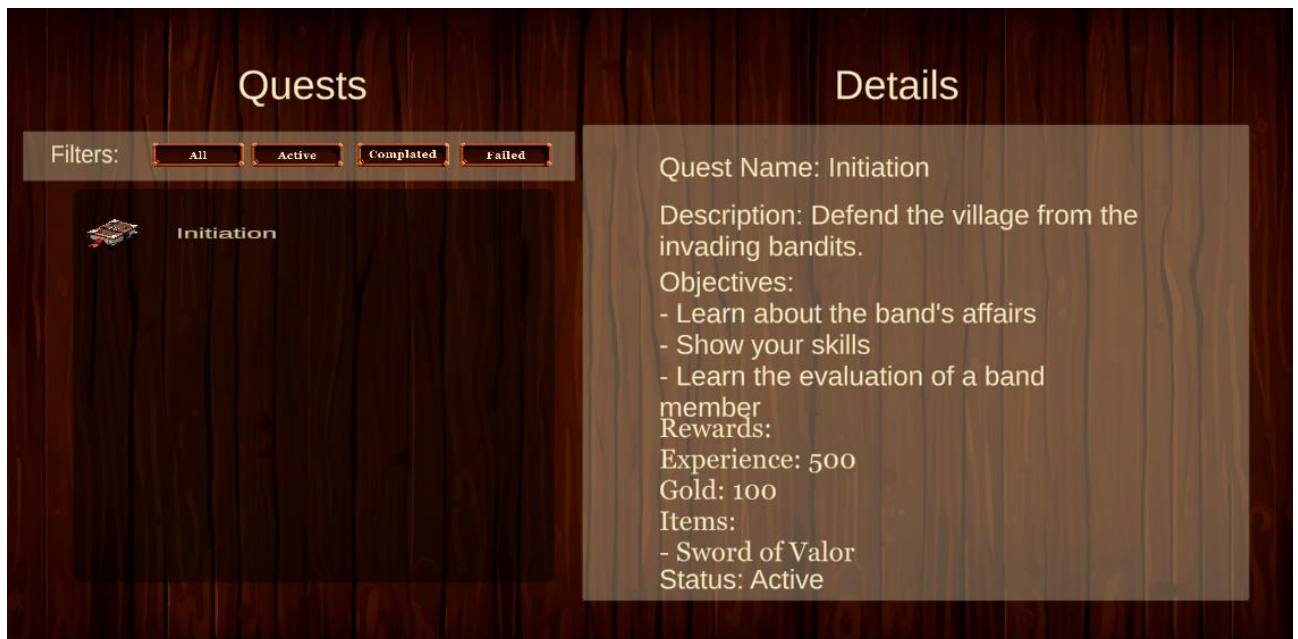 Quests
Filters:
All
Active
Complated
Failed
Initiation
Details
Quest Name: Initiation
Description: Defend the village from the
invading bandits.
Objectives:
- Learn about the band's affairs
- Show your skills
- Learn the evaluation of a band
member
Rewards:
Experience: 500
Gold: 100
Items:
- Sword of Valor
Status: Active